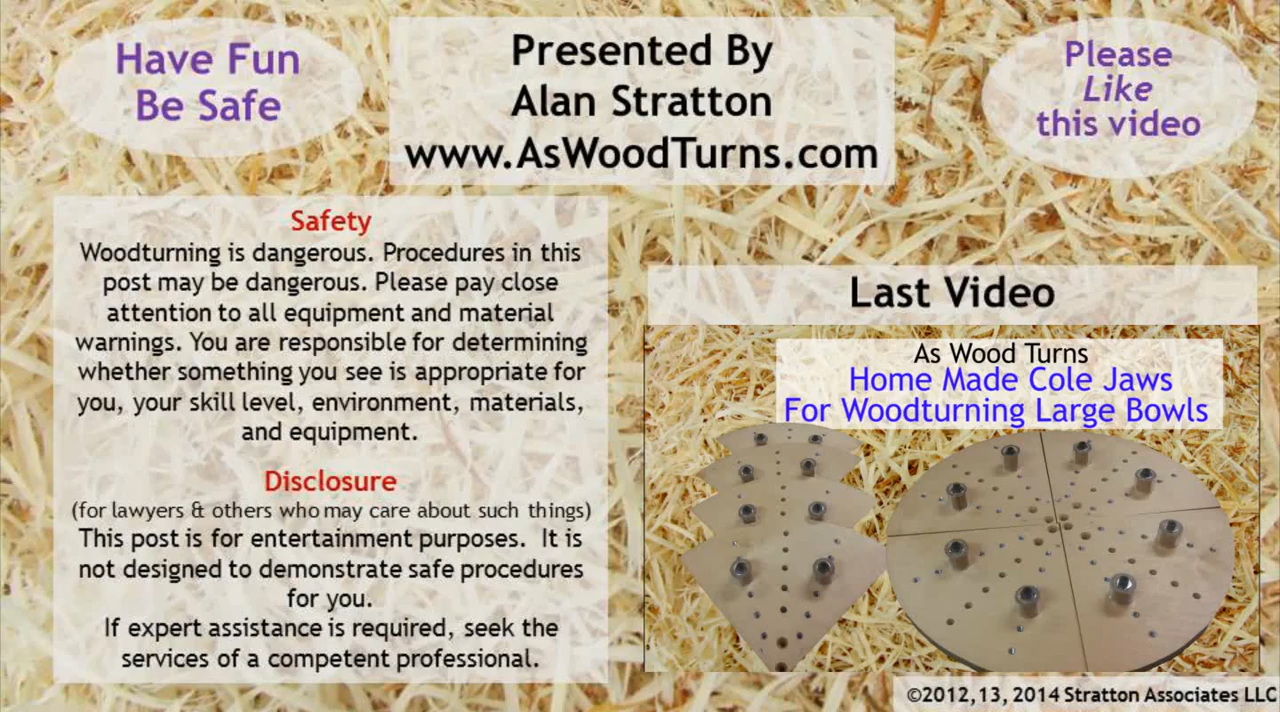 Have Fun
Be Safe
Presented By
Alan Stratton
www.AsWoodTurns.com
Please
Like
this video
Safety
Woodturning is dangerous. Procedures in this
post may be dangerous. Please pay close
attention to all equipment and material
warnings. You are responsible for determining
whether something you see is appropriate for
you, your skill level, environment, materials,
and equipment.
Disclosure
(for lawyers & others who may care about such things)
This post is for entertainment purposes. It is
not designed to demonstrate safe procedures
for you.
If expert assistance is required, seek the
services of a competent professional.
Last Video
As Wood Turns
Home Made Cole Jaws
For Woodturning Large Bowls
©2012,13, 2014 Stratton Associates LLC